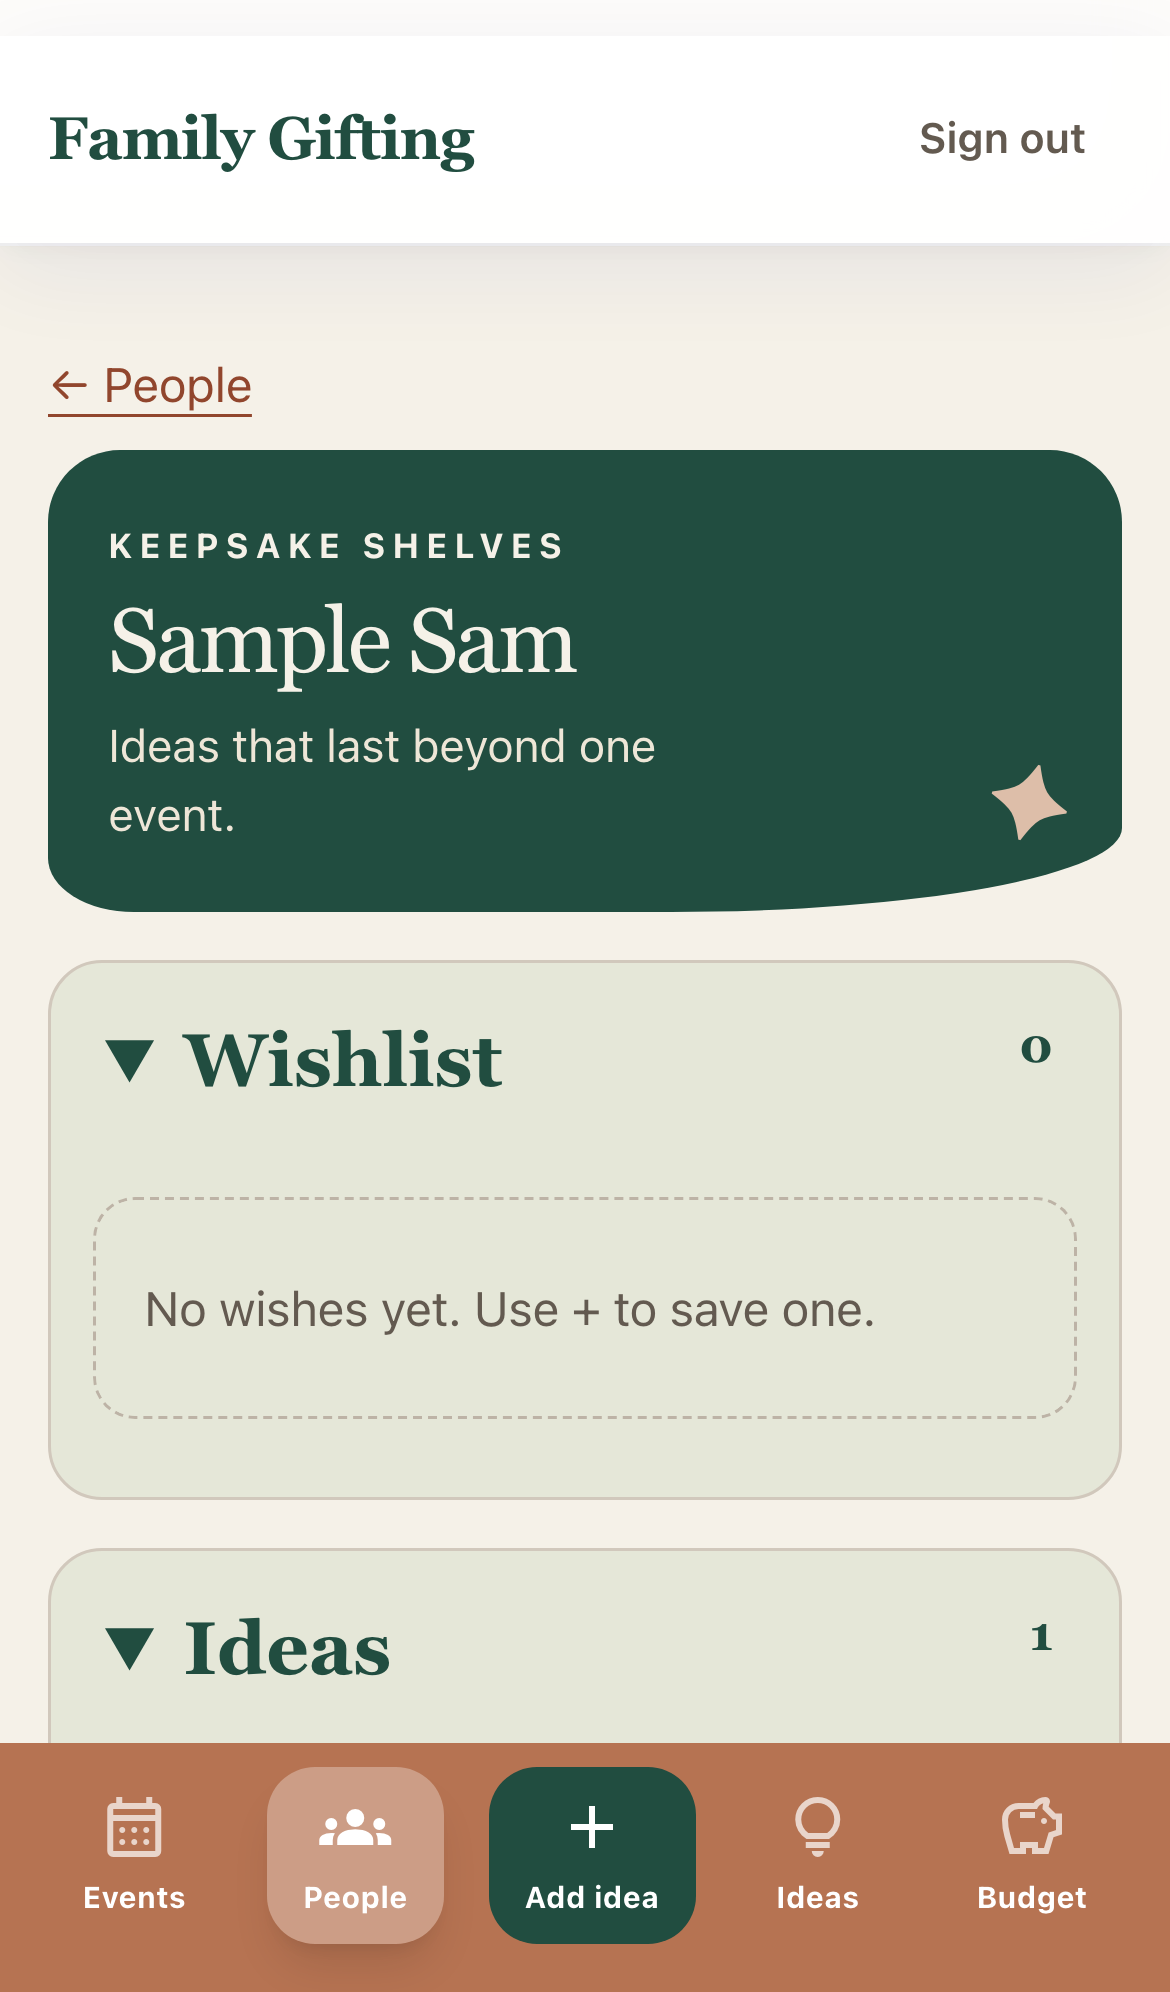 Family Gifting
Sign out
← People
KEEPSAKE SHELVES
Sample Sam
Ideas that last beyond one
event.
▼ Wishlist
0
No wishes yet. Use + to save one.
▼ Ideas
1
Events
People
Add idea
Ideas
Budget